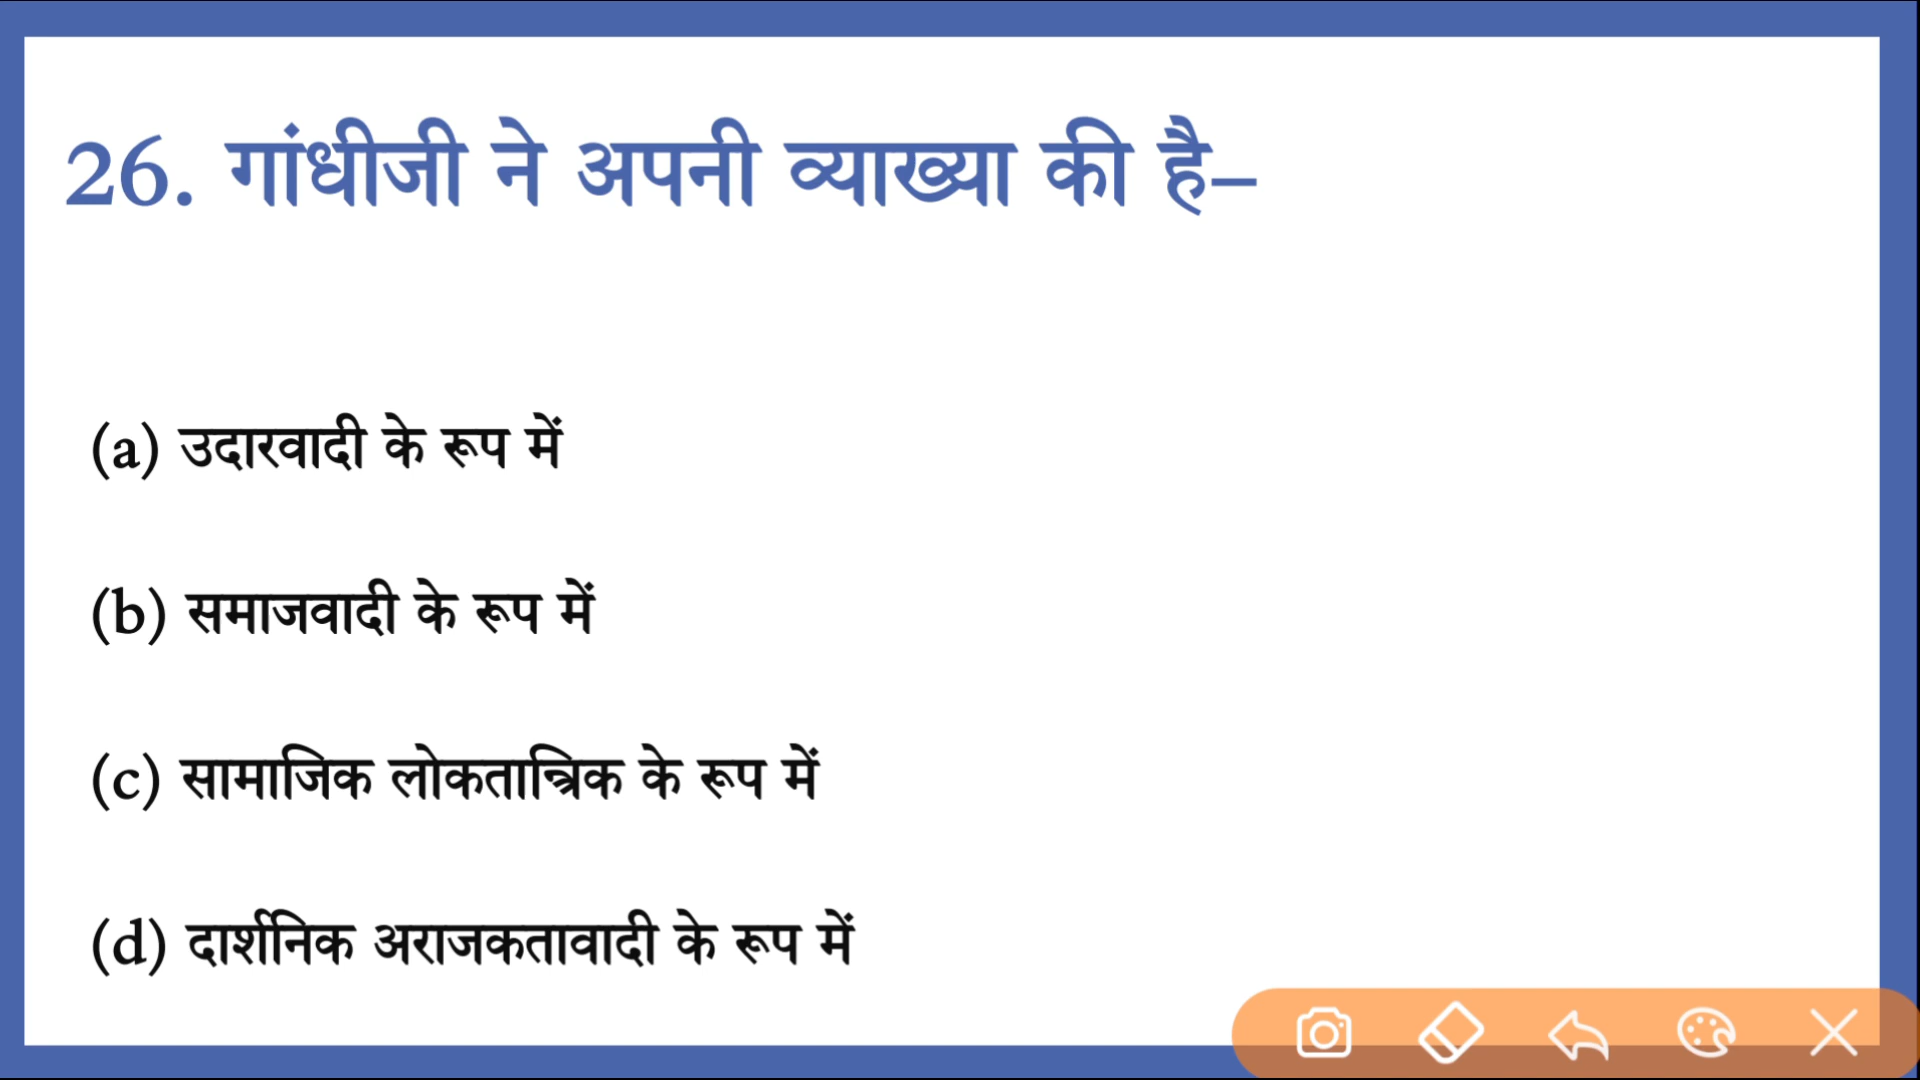 26. गांधीजी ने अपनी व्याख्या की है–
(a) उदारवादी के रूप में
(b) समाजवादी के रूप में
(c) सामाजिक लोकतान्त्रिक के रूप में
(d) दार्शनिक अराजकतावादी के रूप में